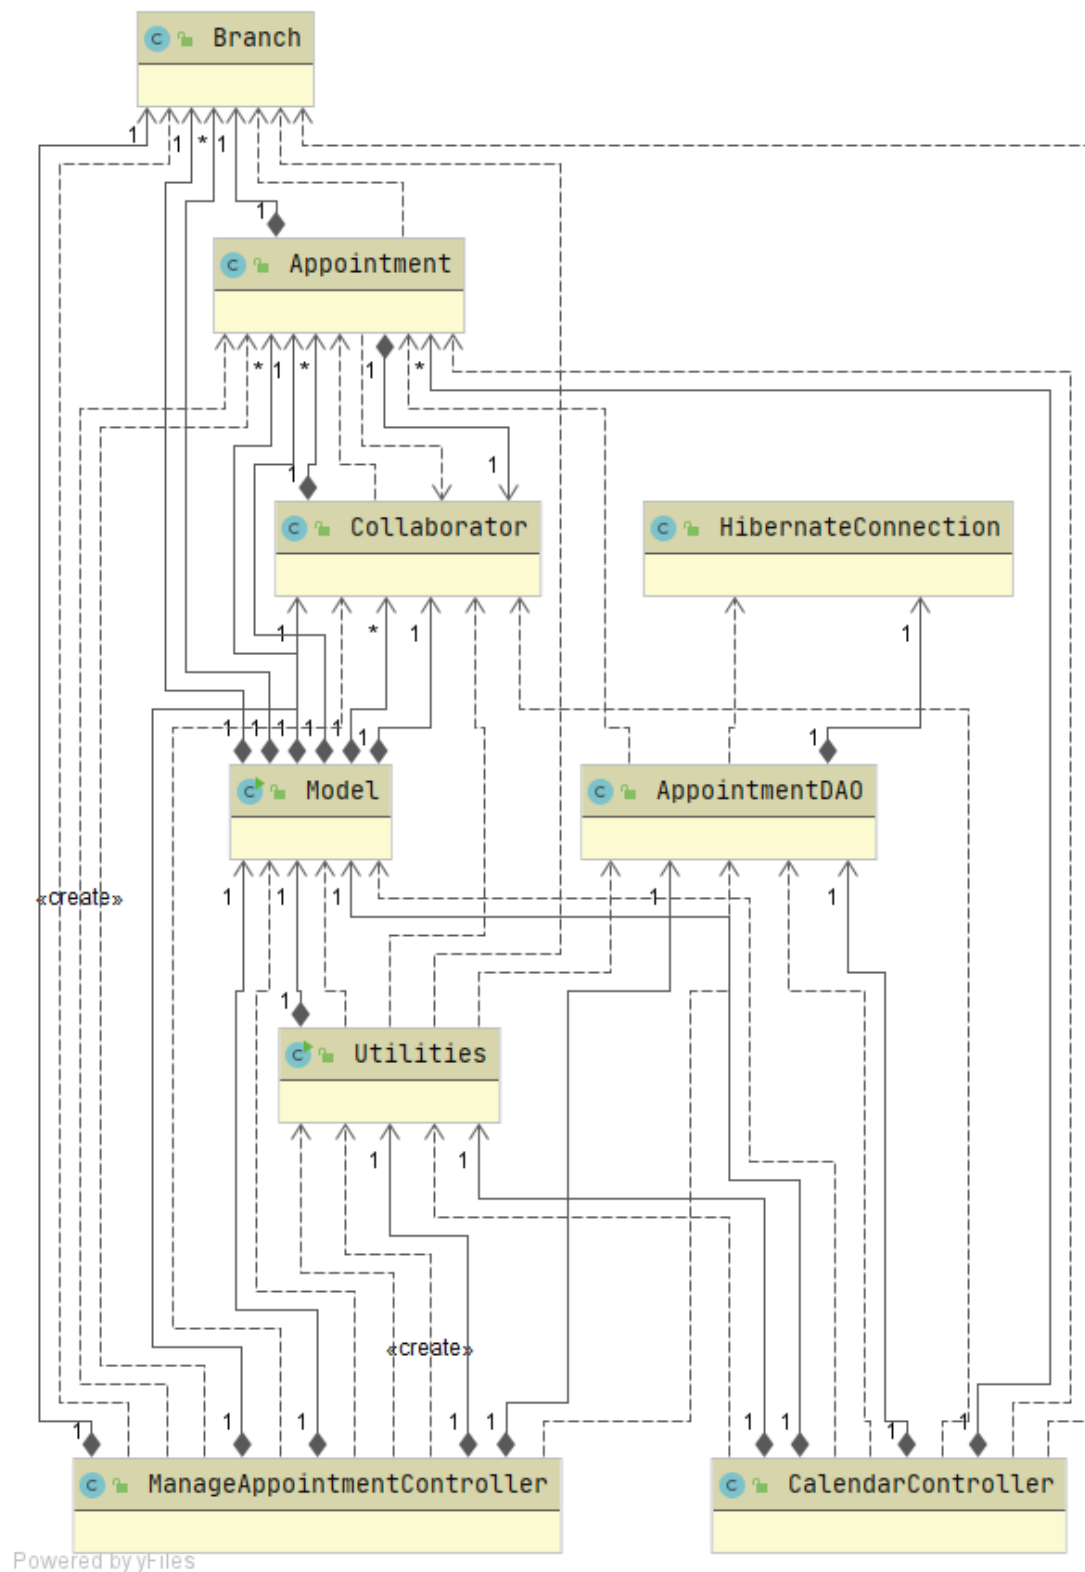 C Branch
1 1 * 1
1
C Appointment
* 1 * 1 *
1 1
C Collaborator
C HibernateConnection
1 * 1 1
1 1 1 1 1 1 1
C Model
C AppointmentDAO
«create» 1 1 1 1 1
1
C Utilities
1 1
«create»
1 1 1 1 1 1 1 1 1
C ManageAppointmentController
C CalendarController
Powered by yFiles